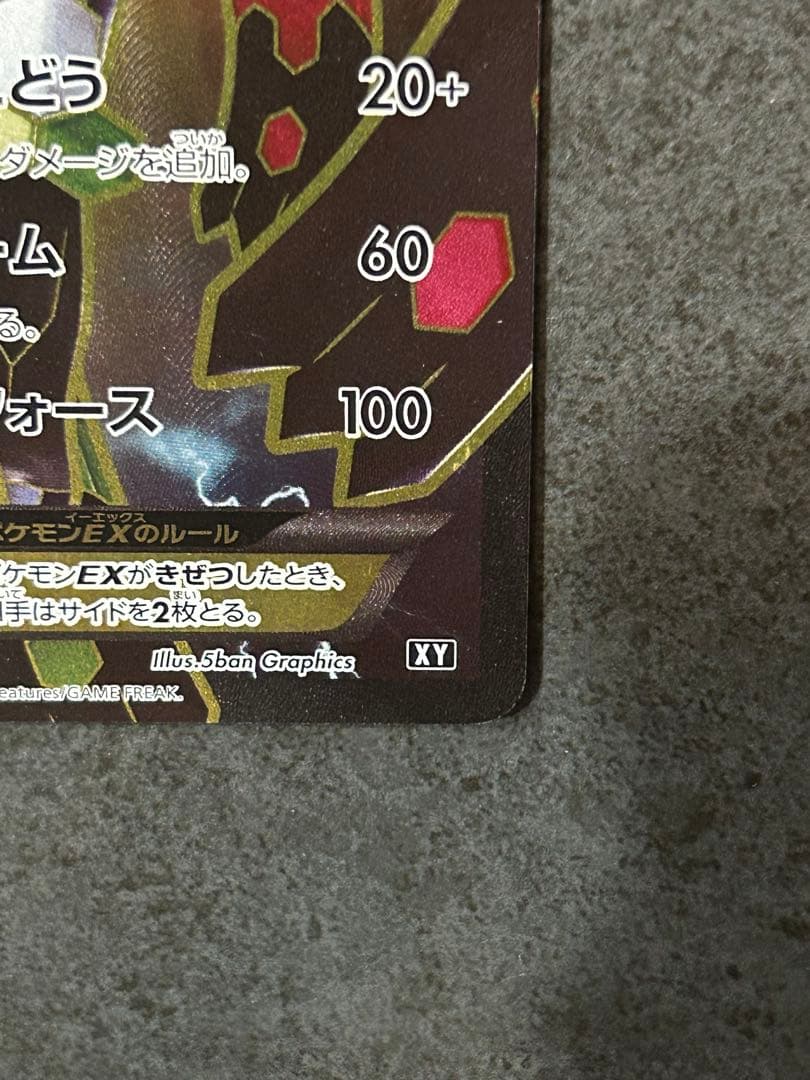 どう 20+
ついか
ダメージを追加。
ーム 60
る。
フォース 100
イーエックス
ポケモンEXのルール
ポケモンEXがきぜつしたとき、
まい
手はサイドを2枚とる。
Illus.5ban Graphics XY
eatures/GAME FREAK.